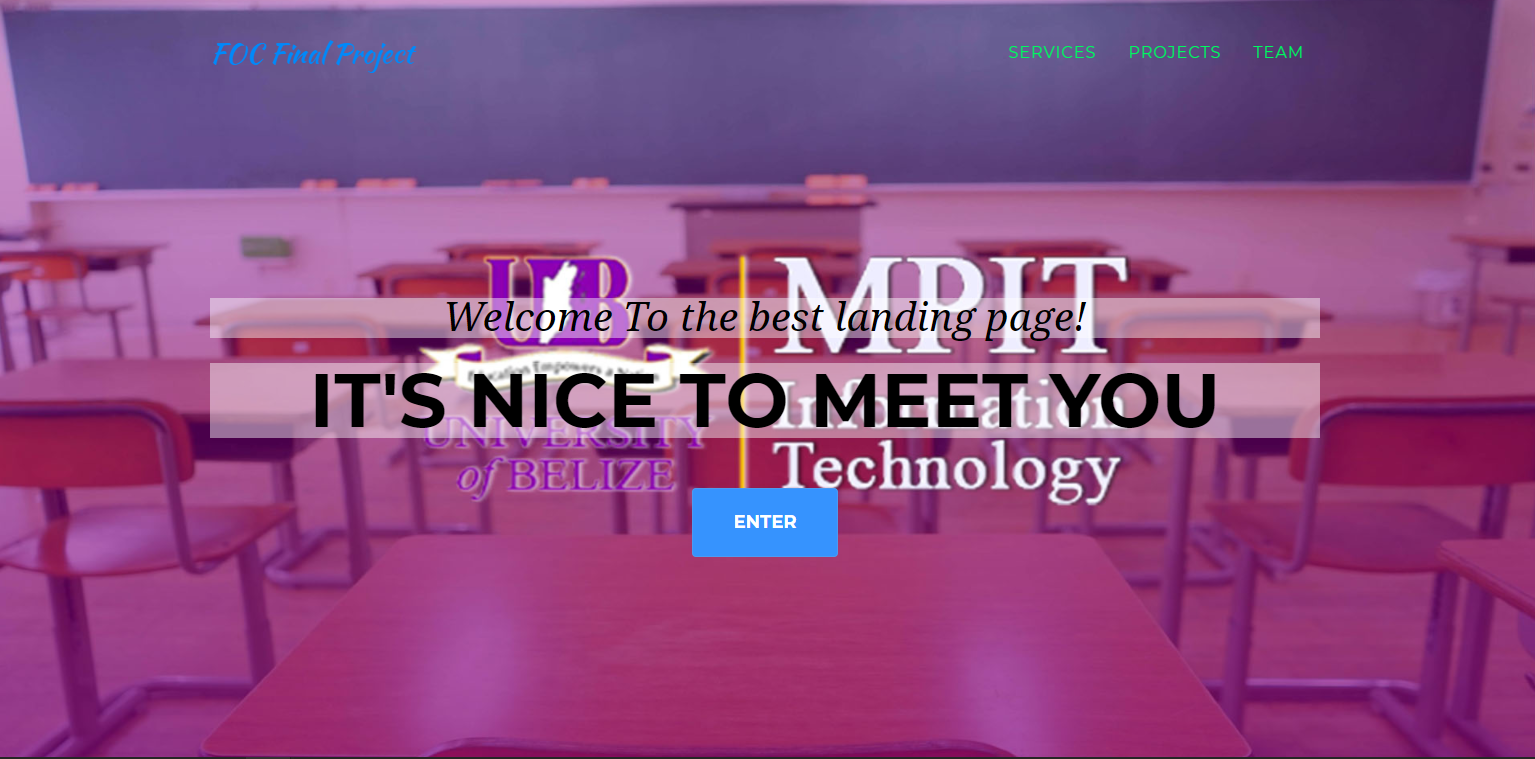 FOC Final Project
SERVICES PROJECTS TEAM
UB
MPIT
Welcome To the best landing page!
Education Empowers a Nation
IT'S NICE TO MEET YOU
Information
UNIVERSITY
of BELIZE
Technology
ENTER